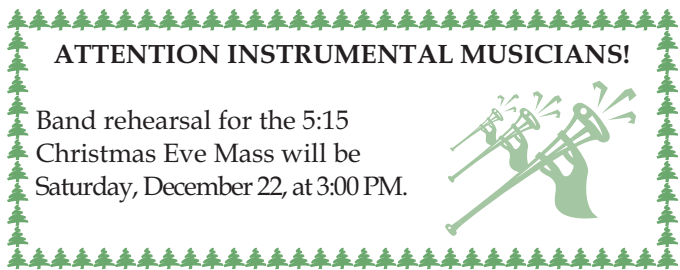 ATTENTION INSTRUMENTAL MUSICIANS!
Band rehearsal for the 5:15
Christmas Eve Mass will be
Saturday, December 22, at 3:00 PM.